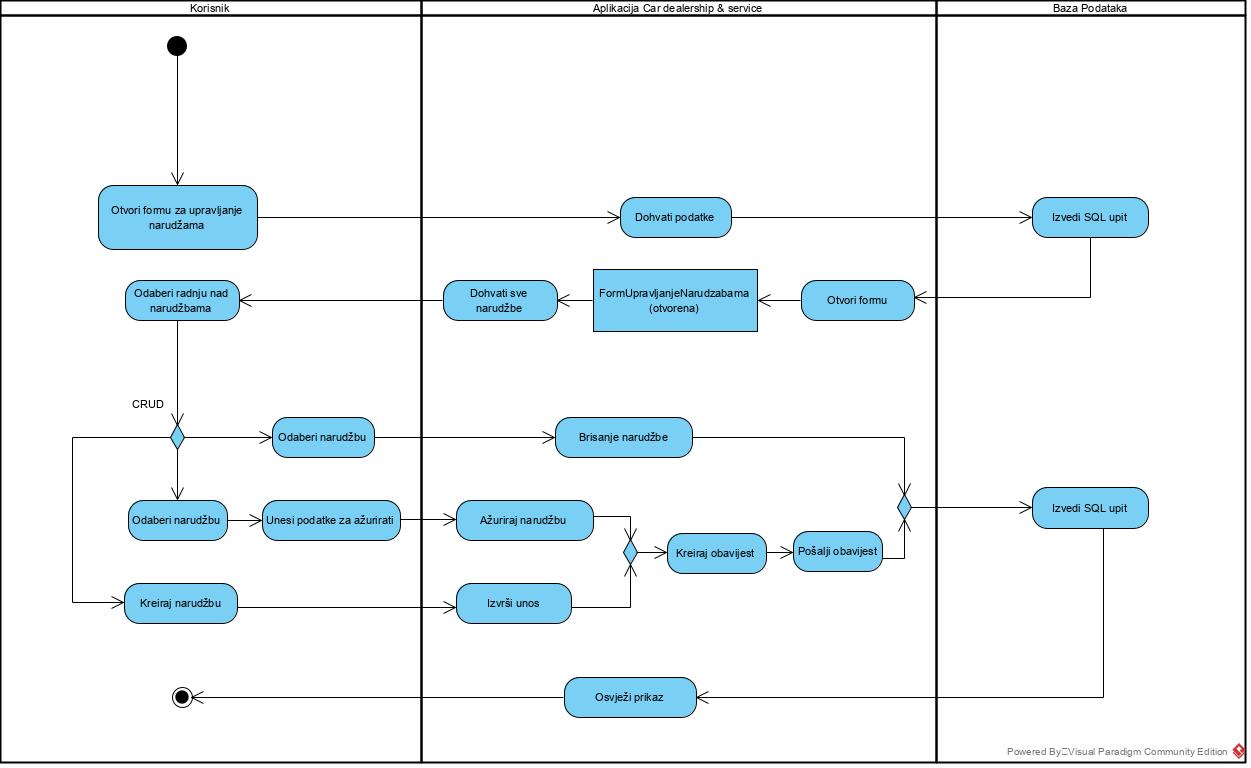 Korisnik
Aplikacija Car dealership & service
Baza Podataka
Otvori formu za upravljanje
narudžama
Dohvati podatke
Izvedi SQL upit
Odaberi radnju nad
narudžbama
Dohvati sve
narudžbe
FormUpravljanjeNarudzabama
(otvorena)
Otvori formu
CRUD
Odaberi narudžbu
Brisanje narudžbe
Odaberi narudžbu
Unesi podatke za ažurirati
Ažuriraj narudžbu
Izvedi SQL upit
Kreiraj obavijest
Pošalji obavijest
Kreiraj narudžbu
Izvrši unos
Osvježi prikaz
Powered By Visual Paradigm Community Edition